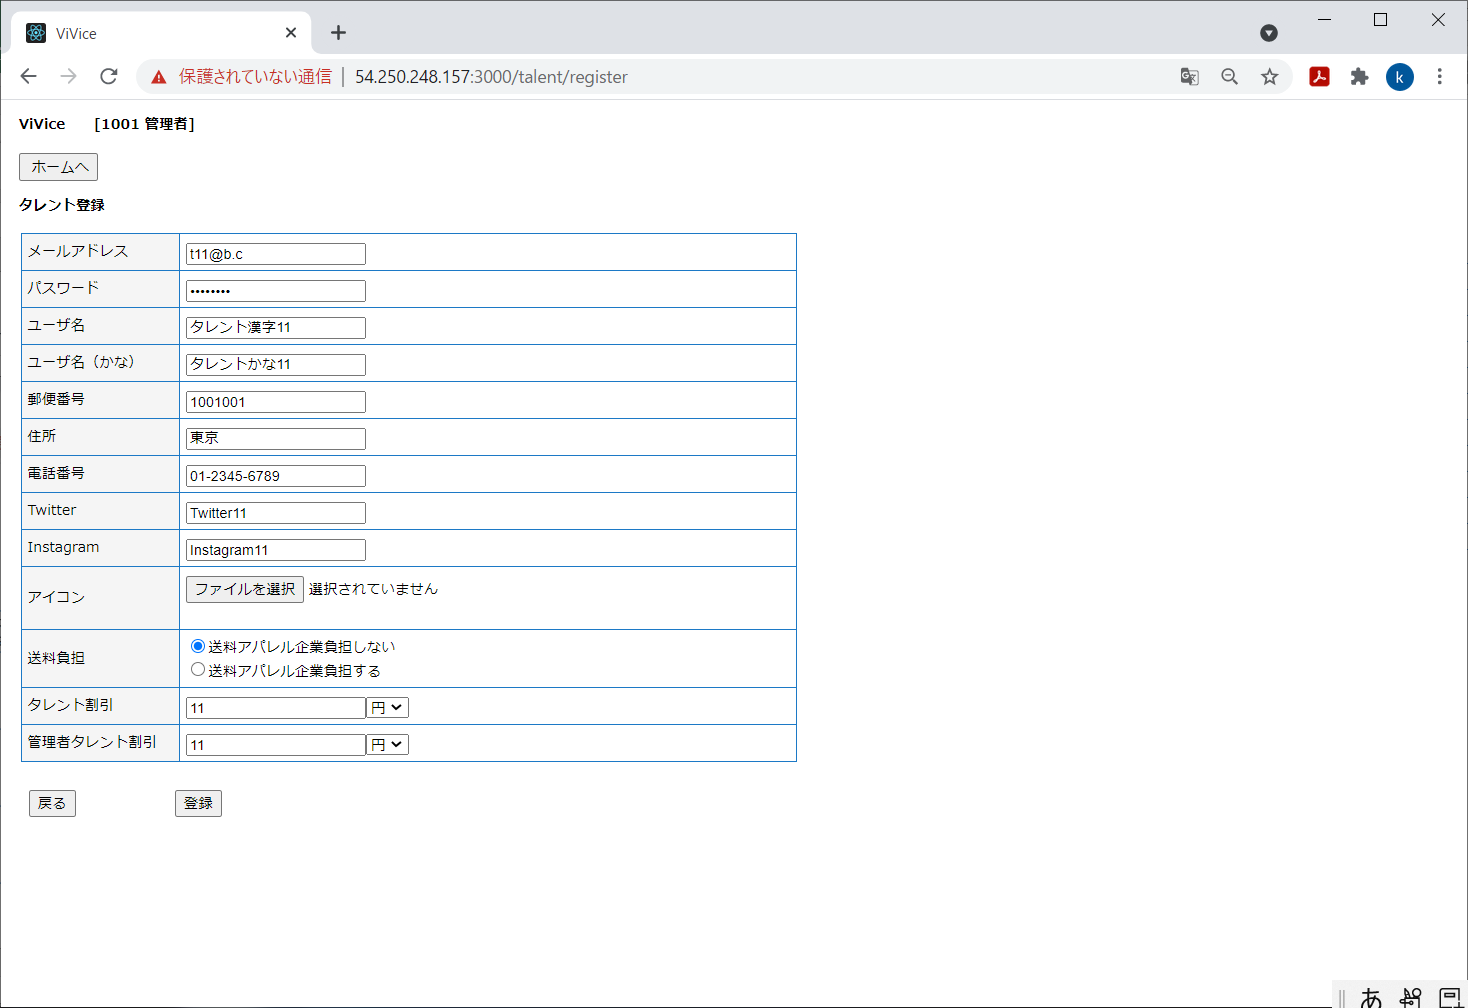 ViVice
保護されていない通信 | 54.250.248.157:3000/talent/register
k
ViVice [1001 管理者]
ホームへ
タレント登録
メールアドレス t11@b.c
パスワード ••••••••
ユーザ名 タレント漢字11
ユーザ名（かな） タレントかな11
郵便番号 1001001
住所 東京
電話番号 01-2345-6789
Twitter Twitter11
Instagram Instagram11
アイコン ファイルを選択 選択されていません
送料負担 送料アパレル企業負担しない
送料アパレル企業負担する
タレント割引 11 円
管理者タレント割引 11 円
戻る 登録
あ